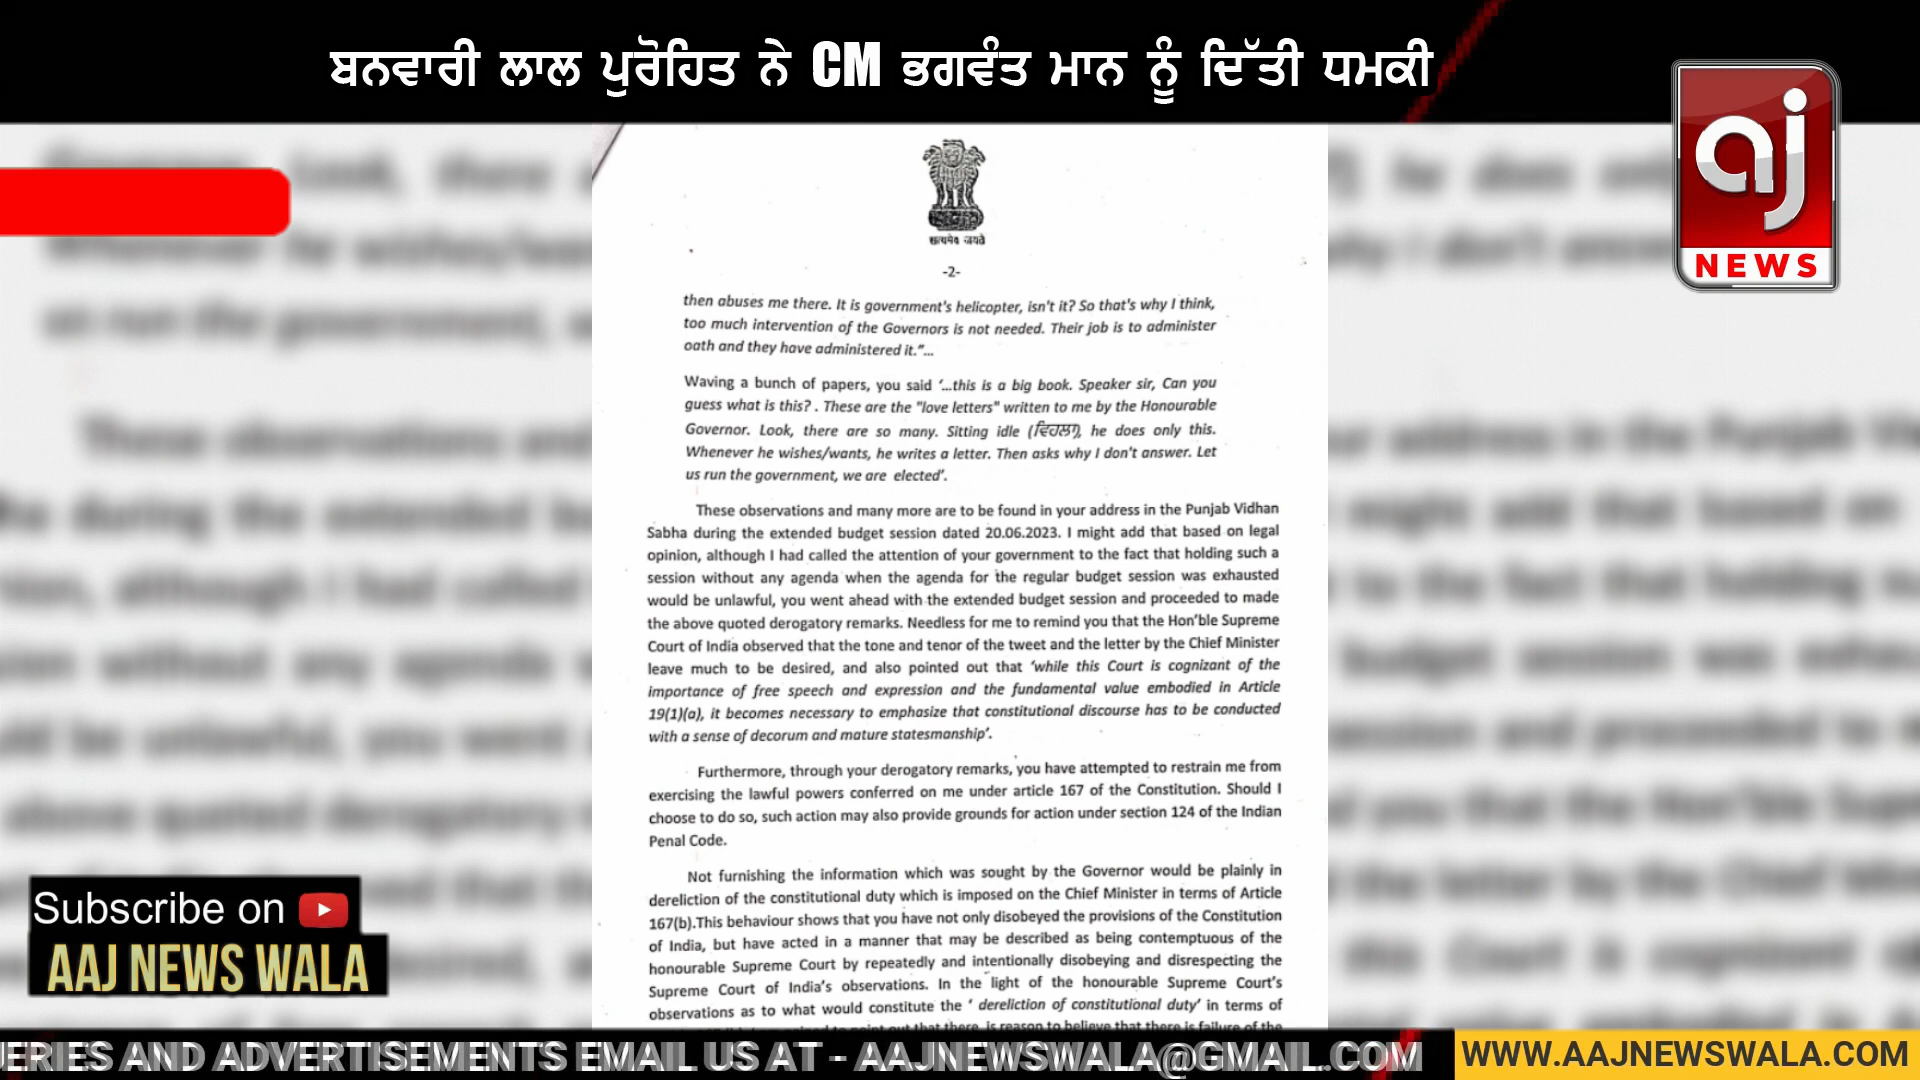 ਬਨਵਾਰੀ ਲਾਲ ਪੁਰੋਹਿਤ ਨੇ CM ਭਗਵੰਤ ਮਾਨ ਨੂੰ ਦਿੱਤੀ ਧਮਕੀ
aj
NEWS
सत्यमेव जयते
-2-
then abuses me there. It is government's helicopter, isn't it? So that's why I think,
too much intervention of the Governors is not needed. Their job is to administer
oath and they have administered it."...
Waving a bunch of papers, you said '...this is a big book. Speaker sir, Can you
guess what is this? . These are the "love letters" written to me by the Honourable
Governor. Look, there are so many. Sitting idle (ਵਿਹਲਾ), he does only this.
Whenever he wishes/wants, he writes a letter. Then asks why I don't answer. Let
us run the government, we are elected'.
These observations and many more are to be found in your address in the Punjab Vidhan
Sabha during the extended budget session dated 20.06.2023. I might add that based on legal
opinion, although I had called the attention of your government to the fact that holding such a
session without any agenda when the agenda for the regular budget session was exhausted
would be unlawful, you went ahead with the extended budget session and proceeded to made
the above quoted derogatory remarks. Needless for me to remind you that the Hon'ble Supreme
Court of India observed that the tone and tenor of the tweet and the letter by the Chief Minister
leave much to be desired, and also pointed out that 'while this Court is cognizant of the
importance of free speech and expression and the fundamental value embodied in Article
19(1)(a), it becomes necessary to emphasize that constitutional discourse has to be conducted
with a sense of decorum and mature statesmanship'.
Furthermore, through your derogatory remarks, you have attempted to restrain me from
exercising the lawful powers conferred on me under article 167 of the Constitution. Should I
choose to do so, such action may also provide grounds for action under section 124 of the Indian
Penal Code.
Not furnishing the information which was sought by the Governor would be plainly in
dereliction of the constitutional duty which is imposed on the Chief Minister in terms of Article
167(b).This behaviour shows that you have not only disobeyed the provisions of the Constitution
of India, but have acted in a manner that may be described as being contemptuous of the
honourable Supreme Court by repeatedly and intentionally disobeying and disrespecting the
Supreme Court of India's observations. In the light of the honourable Supreme Court's
observations as to what would constitute the ' dereliction of constitutional duty' in terms of
that there is reason to believe that there is failure of the
Subscribe on
AAJ NEWS WALA
ERIES AND ADVERTISEMENTS EMAIL US AT - AAJNEWSWALA@GMAIL.COM
WWW.AAJNEWSWALA.COM